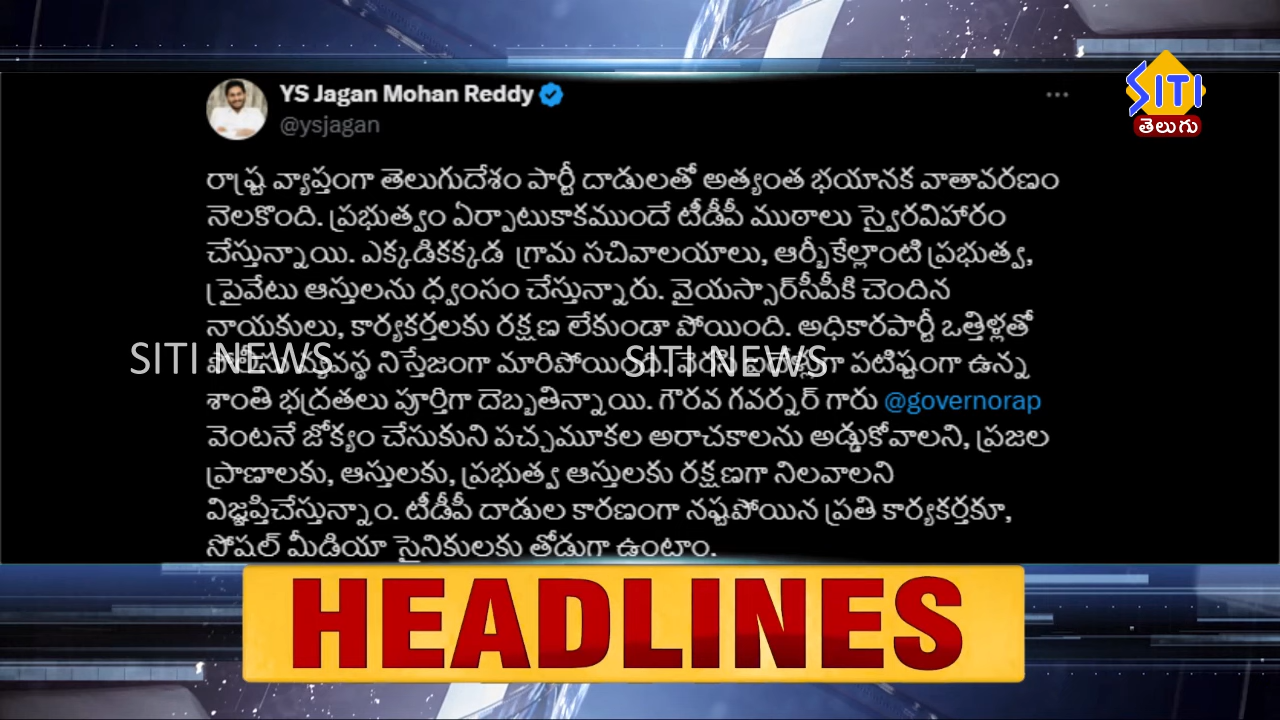 YS Jagan Mohan Reddy
@ysjagan
SITI
తెలుగు
రాష్ట్ర వ్యాప్తంగా తెలుగుదేశం పార్టీ దాడులతో అత్యంత భయానక వాతావరణం
నెలకొంది. ప్రభుత్వం ఏర్పాటుకాకముందే టీడీపీ ముఠాలు స్వైరవిహారం
చేస్తున్నాయి. ఎక్కడికక్కడ గ్రామ సచివాలయాలు, ఆర్బీకేల్లాంటి ప్రభుత్వ,
ప్రైవేటు ఆస్తులను ధ్వంసం చేస్తున్నారు. వైయస్సార్‌సీపీకి చెందిన
నాయకులు, కార్యకర్తలకు రక్షణ లేకుండా పోయింది. అధికారపార్టీ ఒత్తిళ్లతో
నిస్తేజంగా మారిపోయింది. పటిష్టంగా ఉన్న
SITI NEWS
SITI NEWS
శాంతి భద్రతలు పూర్తిగా దెబ్బతిన్నాయి. గౌరవ గవర్నర్ గారు @governorap
వెంటనే జోక్యం చేసుకుని పచ్చమూకల అరాచకాలను అడ్డుకోవాలని, ప్రజల
ప్రాణాలకు, ఆస్తులకు, ప్రభుత్వ ఆస్తులకు రక్షణగా నిలవాలని
విజ్ఞప్తిచేస్తున్నాం. టీడీపీ దాడుల కారణంగా నష్టపోయిన ప్రతి కార్యకర్తకూ,
సోషల్ మీడియా సైనికులకు తోడుగా ఉంటాం.
HEADLINES